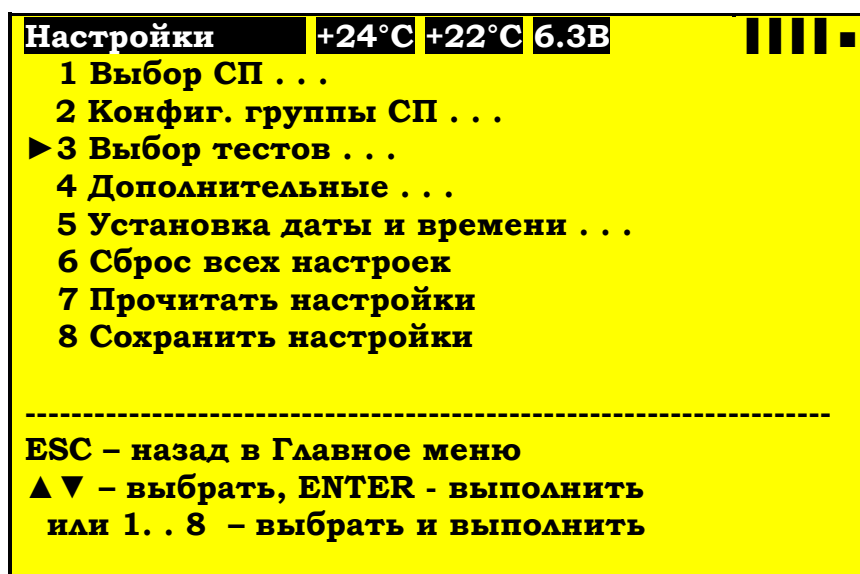 Настройки +24°C +22°C 6.3В
1 Выбор СП . . .
2 Конфиг. группы СП . . .
►3 Выбор тестов . . .
4 Дополнительные . . .
5 Установка даты и времени . . .
6 Сброс всех настроек
7 Прочитать настройки
8 Сохранить настройки
----------------------------------------------------------------------
ESC – назад в Главное меню
▲▼ – выбрать, ENTER - выполнить
или 1. . 8 – выбрать и выполнить